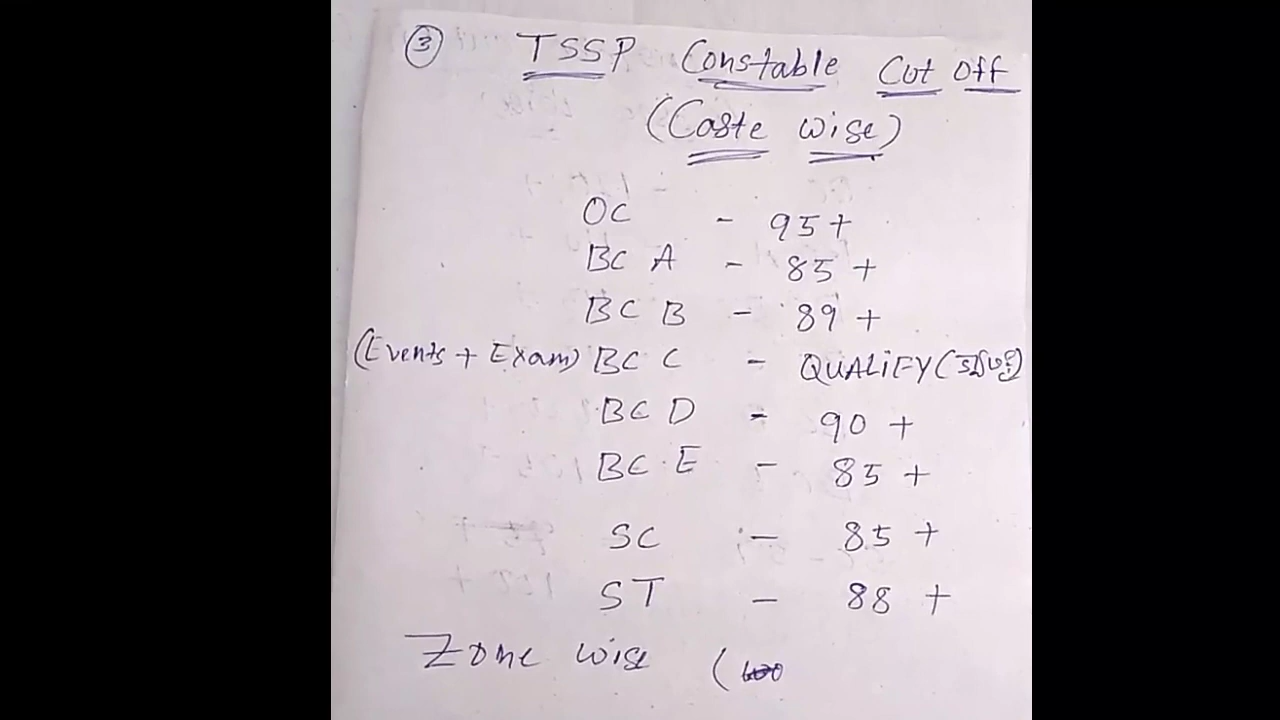 ③ TSSP Constable Cut Off
(Caste Wise)
OC - 95+
BC A - 85 +
BC B - 89 +
(Events + Exam) BC C - QUALIFY (
BC D - 90 +
BC E - 85 +
SC - 85 +
ST - 88 +
Zone wise (